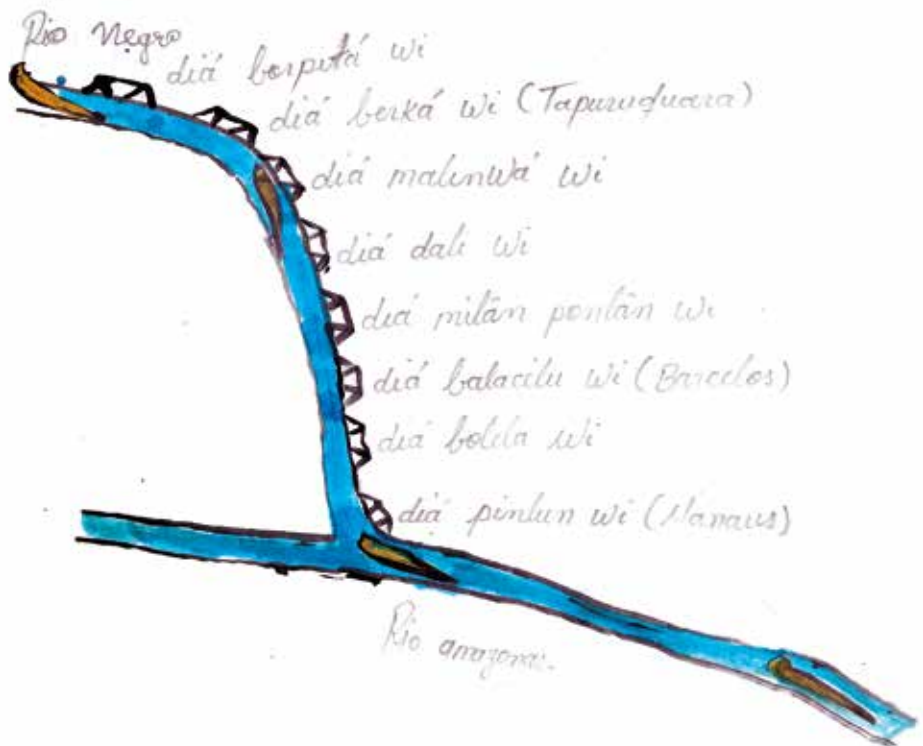 Rio Negro
diá borpitá wi
diá berká wi (Tapuruquara)
diá malinwá wi
diá dali wi
diá milãn ponlãn wi
diá balacilu wi (Barcelos)
diá bolela wi
diá pinlun wi (Manaus)
Rio amazonas.